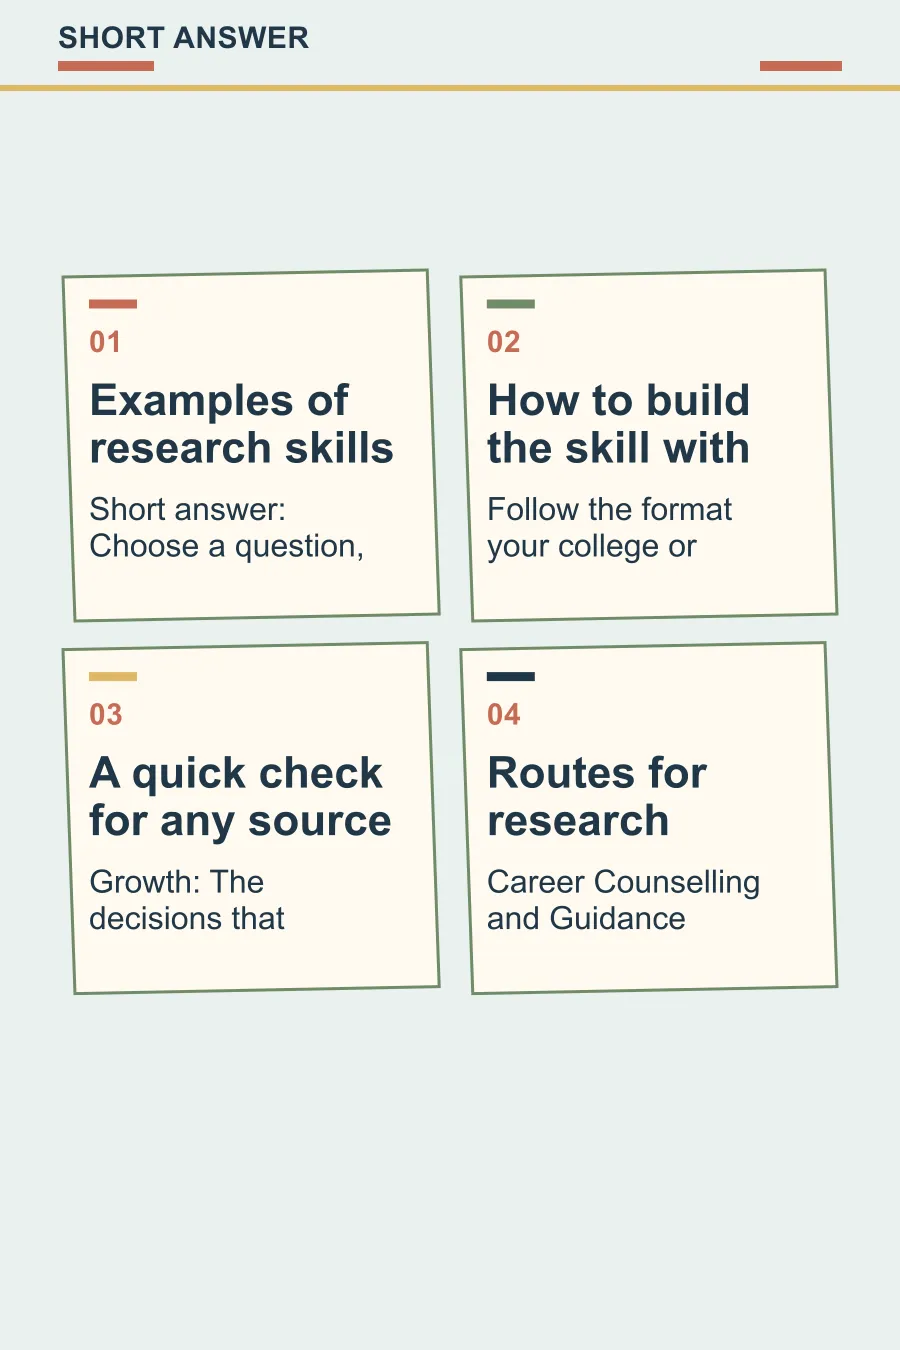 SHORT ANSWER
01
Examples of
research skills
Short answer:
Choose a question,
02
How to build
the skill with
Follow the format
your college or
03
A quick check
for any source
Growth: The
decisions that
04
Routes for
research
Career Counselling
and Guidance